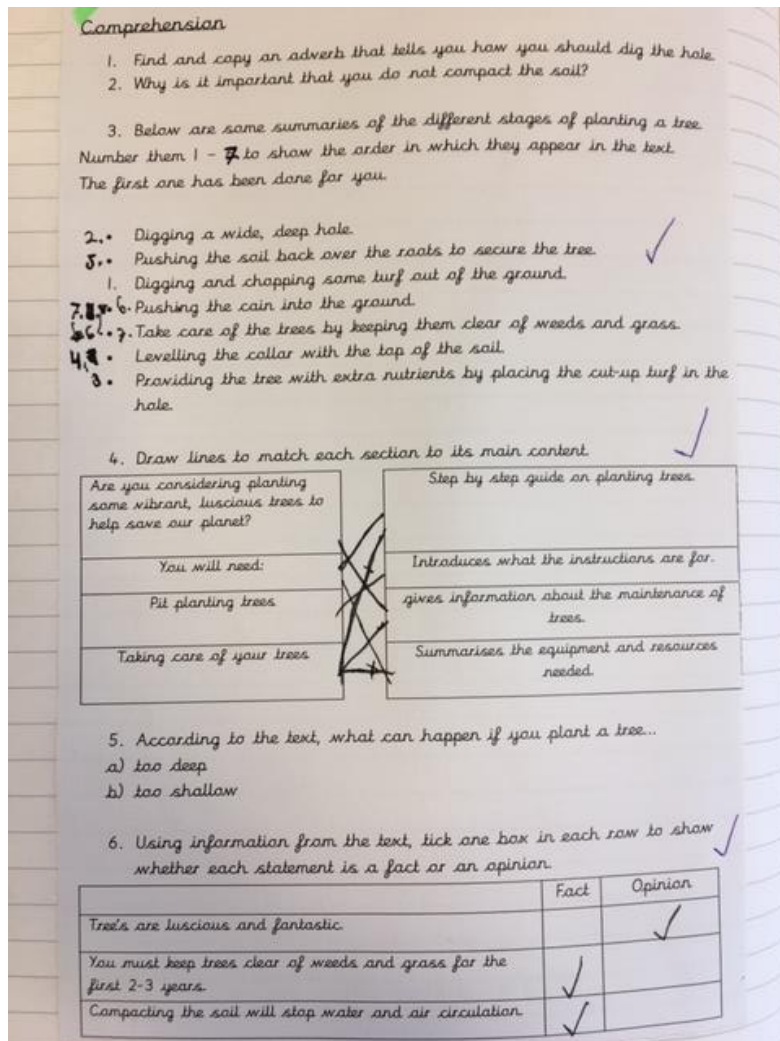 Comprehension
1. Find and copy an adverb that tells you how you should dig the hole.
2. Why is it important that you do not compact the soil?
3. Below are some summaries of the different stages of planting a tree.
Number them 1 - 7 to show the order in which they appear in the text.
The first one has been done for you.
2. • Digging a wide, deep hole.
5. • Pushing the soil back over the roots to secure the tree.
1. Digging and chopping some turf out of the ground.
7. 6. Pushing the cain into the ground.
6 7. Take care of the trees by keeping them clear of weeds and grass.
4. • Levelling the collar with the top of the soil.
3 • Providing the tree with extra nutrients by placing the cut-up turf in the
hole.
4. Draw lines to match each section to its main content.
Are you considering planting
some vibrant, luscious trees to
help save our planet?
Step by step guide on planting trees.
You will need:
Introduces what the instructions are for.
Pit planting trees
gives information about the maintenance of
trees.
Taking care of your trees
Summarises the equipment and resources
needed.
5. According to the text, what can happen if you plant a tree...
a) too deep
b) too shallow
6. Using information from the text, tick one box in each row to show
whether each statement is a fact or an opinion.
Fact Opinion
Tree's are luscious and fantastic.
You must keep trees clear of weeds and grass for the
first 2-3 years.
Compacting the soil will stop water and air circulation.